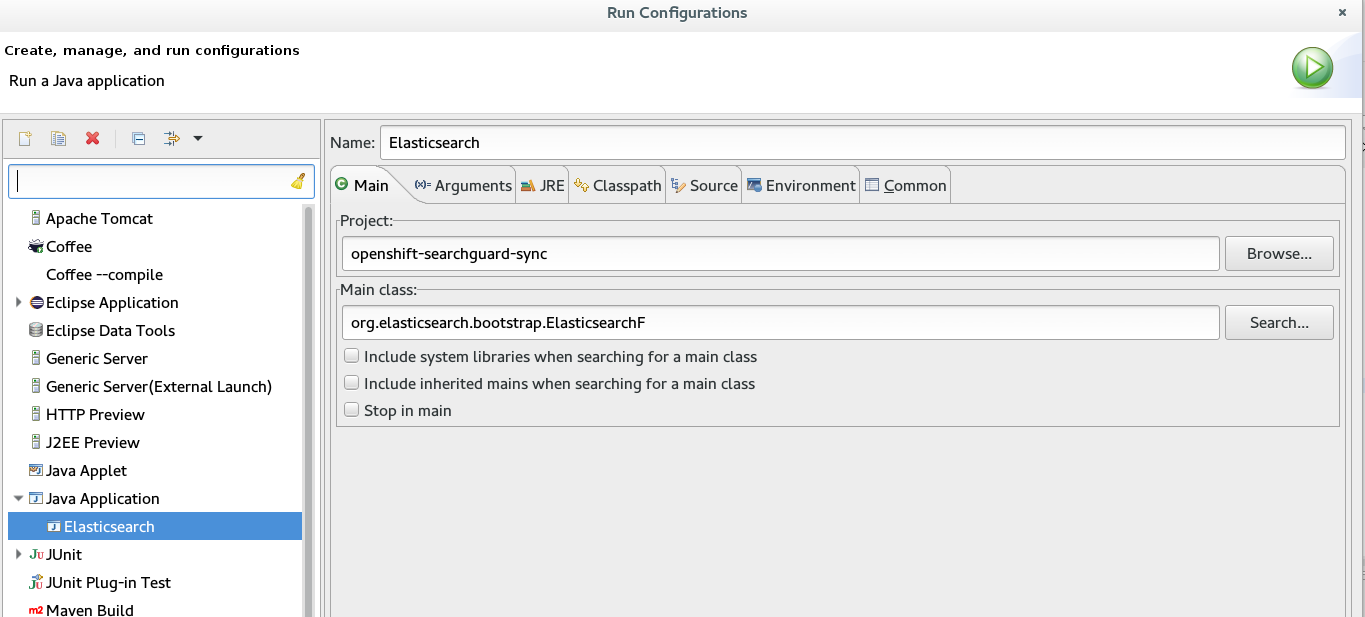 Run Configurations
Create, manage, and run configurations
Run a Java application
Name: Elasticsearch
Main (x)= Arguments JRE Classpath Source Environment Common
Apache Tomcat
Coffee
Coffee --compile
Eclipse Application
Eclipse Data Tools
Generic Server
Generic Server(External Launch)
HTTP Preview
J2EE Preview
Java Applet
Java Application
Elasticsearch
JUnit
JUnit Plug-in Test
m2 Maven Build
Project:
openshift-searchguard-sync Browse...
Main class:
org.elasticsearch.bootstrap.ElasticsearchF Search...
Include system libraries when searching for a main class
Include inherited mains when searching for a main class
Stop in main